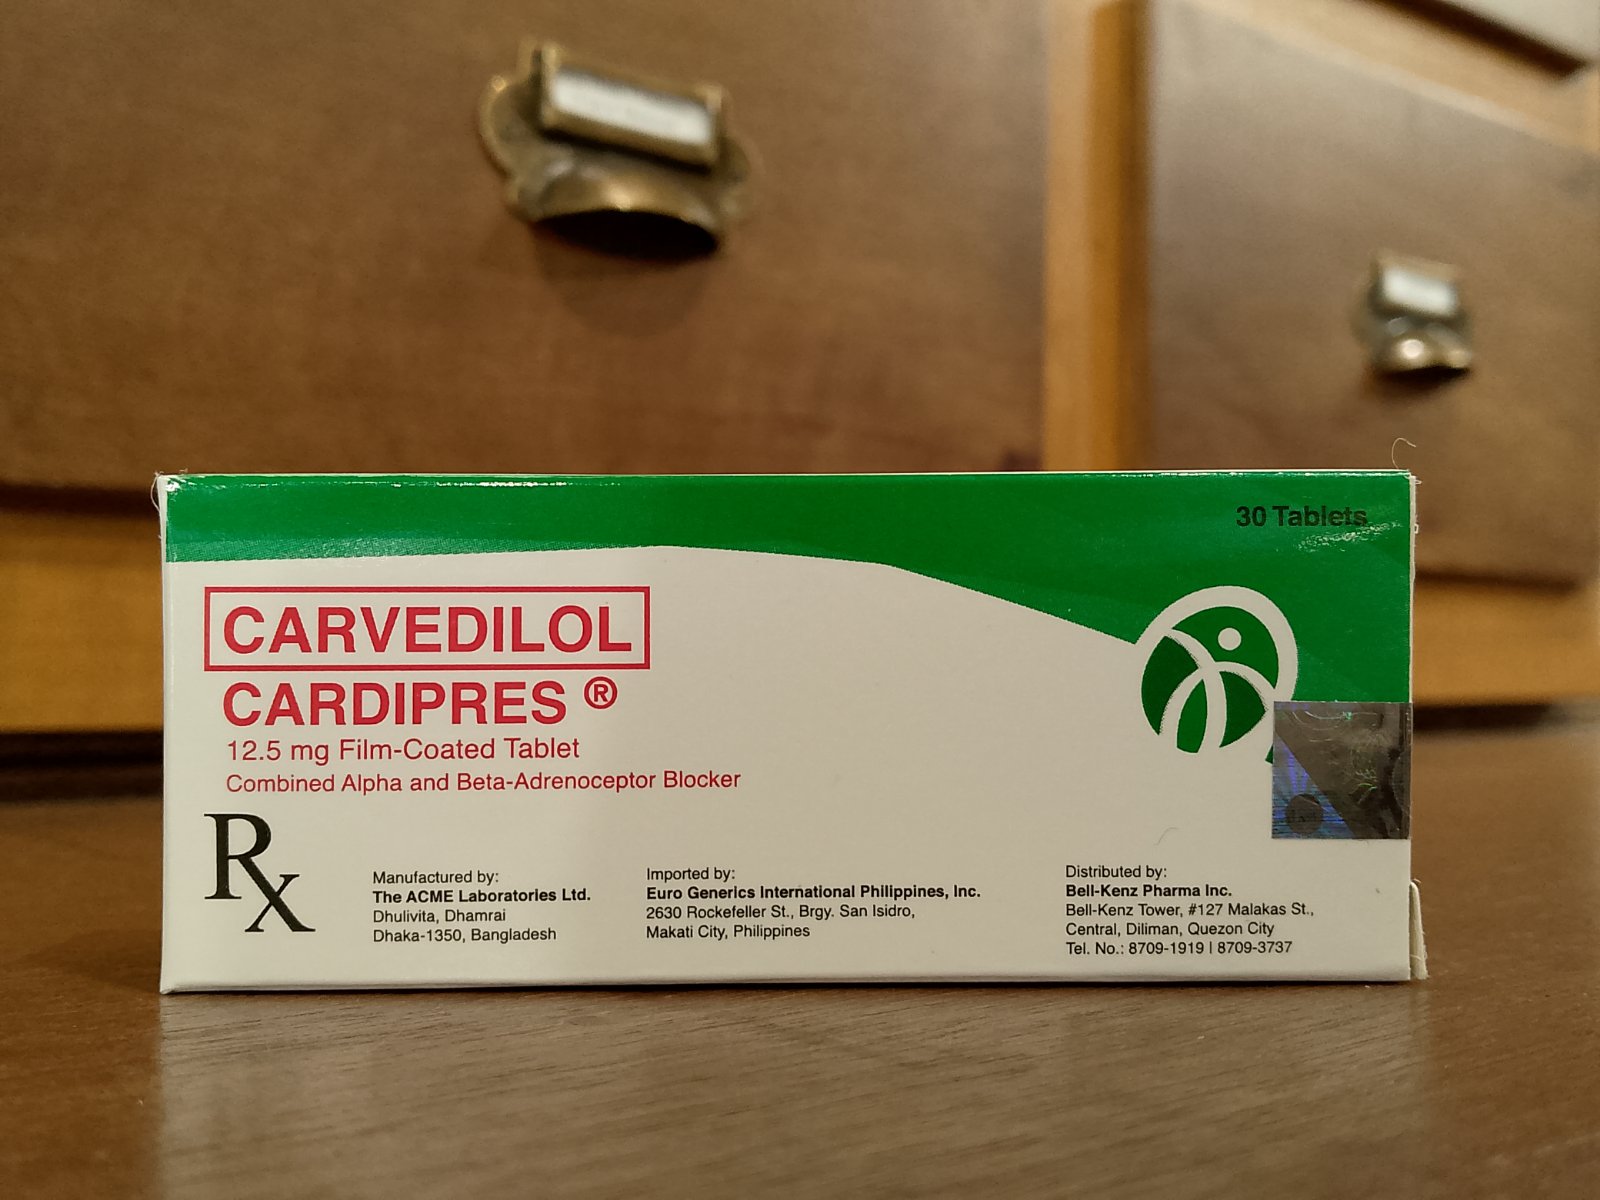 30 Tablets
CARVEDILOL
CARDIPRES ®
12.5 mg Film-Coated Tablet
Combined Alpha and Beta-Adrenoceptor Blocker
Rx
Manufactured by:
The ACME Laboratories Ltd.
Dhulivita, Dhamrai
Dhaka-1350, Bangladesh
Imported by:
Euro Generics International Philippines, Inc.
2630 Rockefeller St., Brgy. San Isidro,
Makati City, Philippines
Distributed by:
Bell-Kenz Pharma Inc.
Bell-Kenz Tower, #127 Malakas St.,
Central, Diliman, Quezon City
Tel. No.: 8709-1919 | 8709-3737